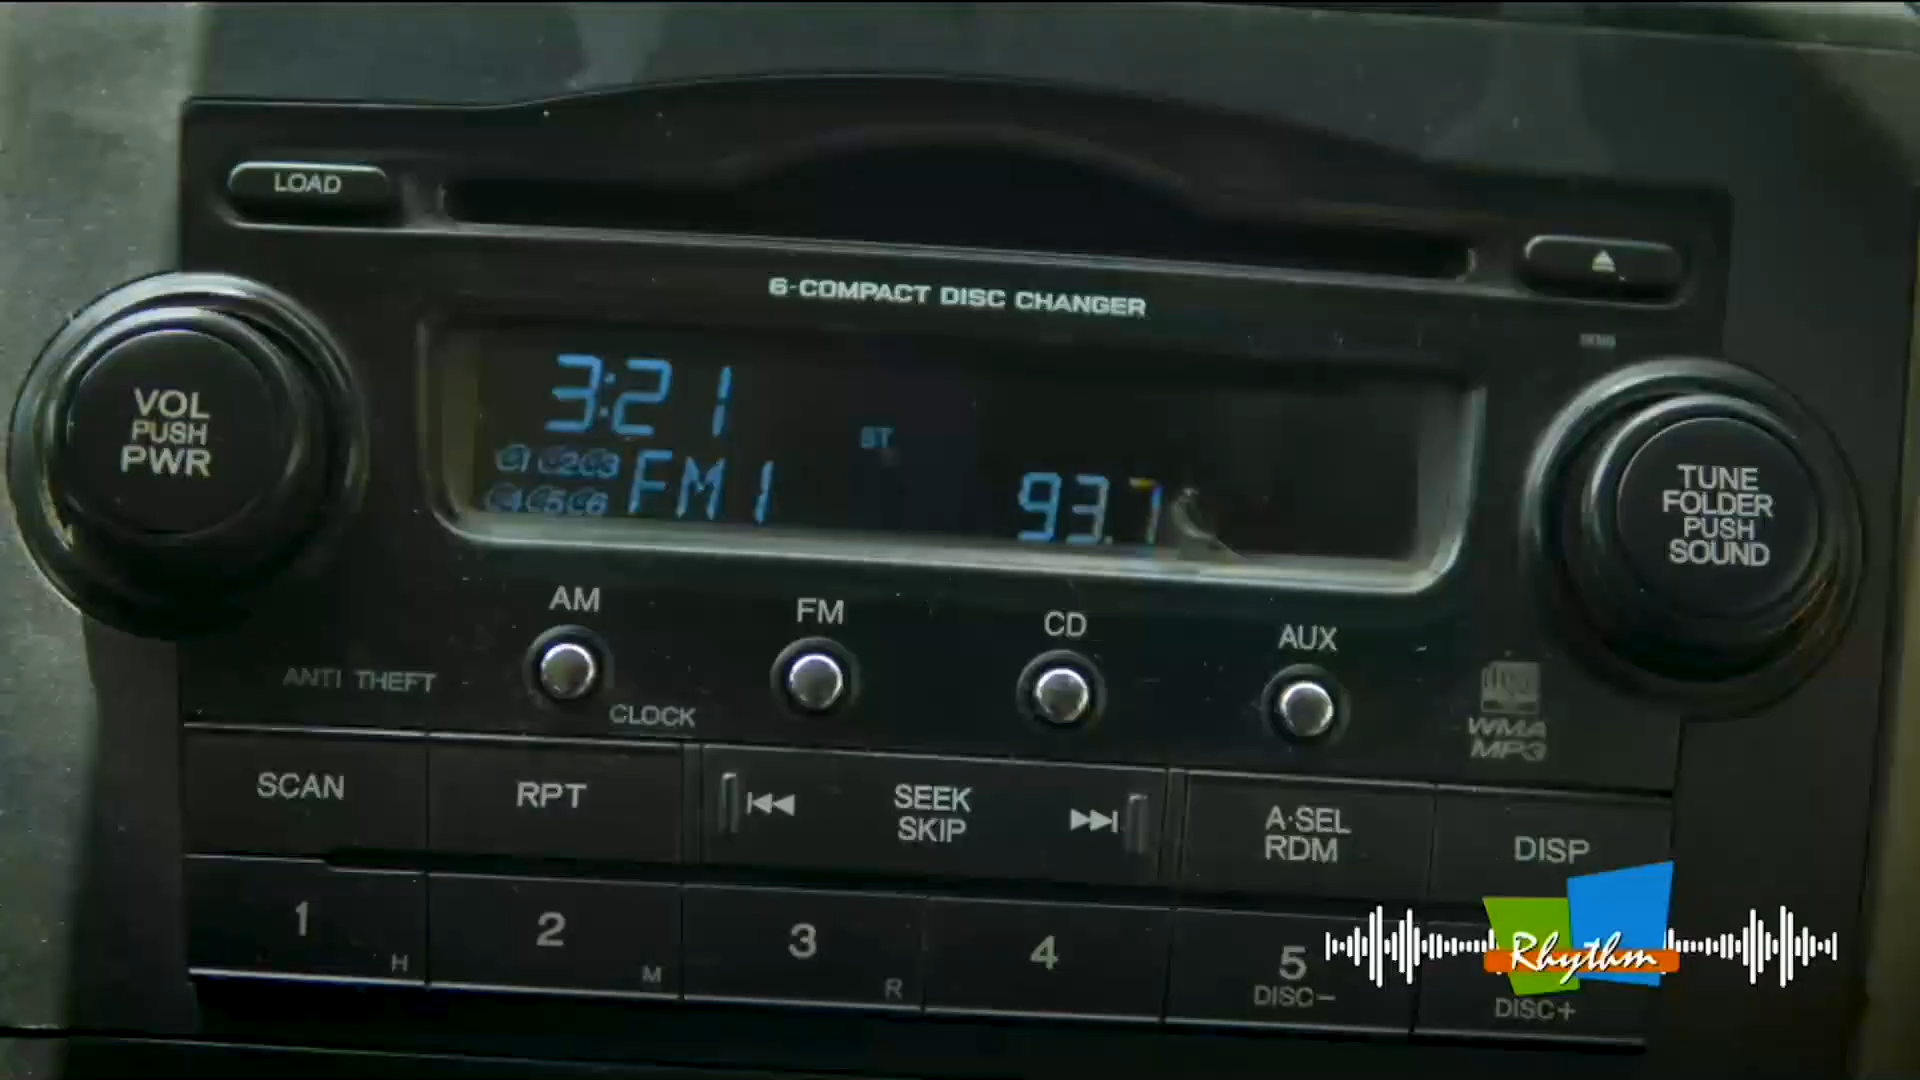 LOAD
6-COMPACT DISC CHANGER
VOL
PUSH
PWR
3:21
ST
1 2 3
4 5 6
FM1
93.7
TUNE
FOLDER
PUSH
SOUND
AM
FM
CD
AUX
ANTI THEFT
CLOCK
WMA
MP3
SCAN
RPT
SEEK
SKIP
A·SEL
RDM
DISP
1
H
2
M
3
R
4
5
DISC−
DISC+
Rhythm